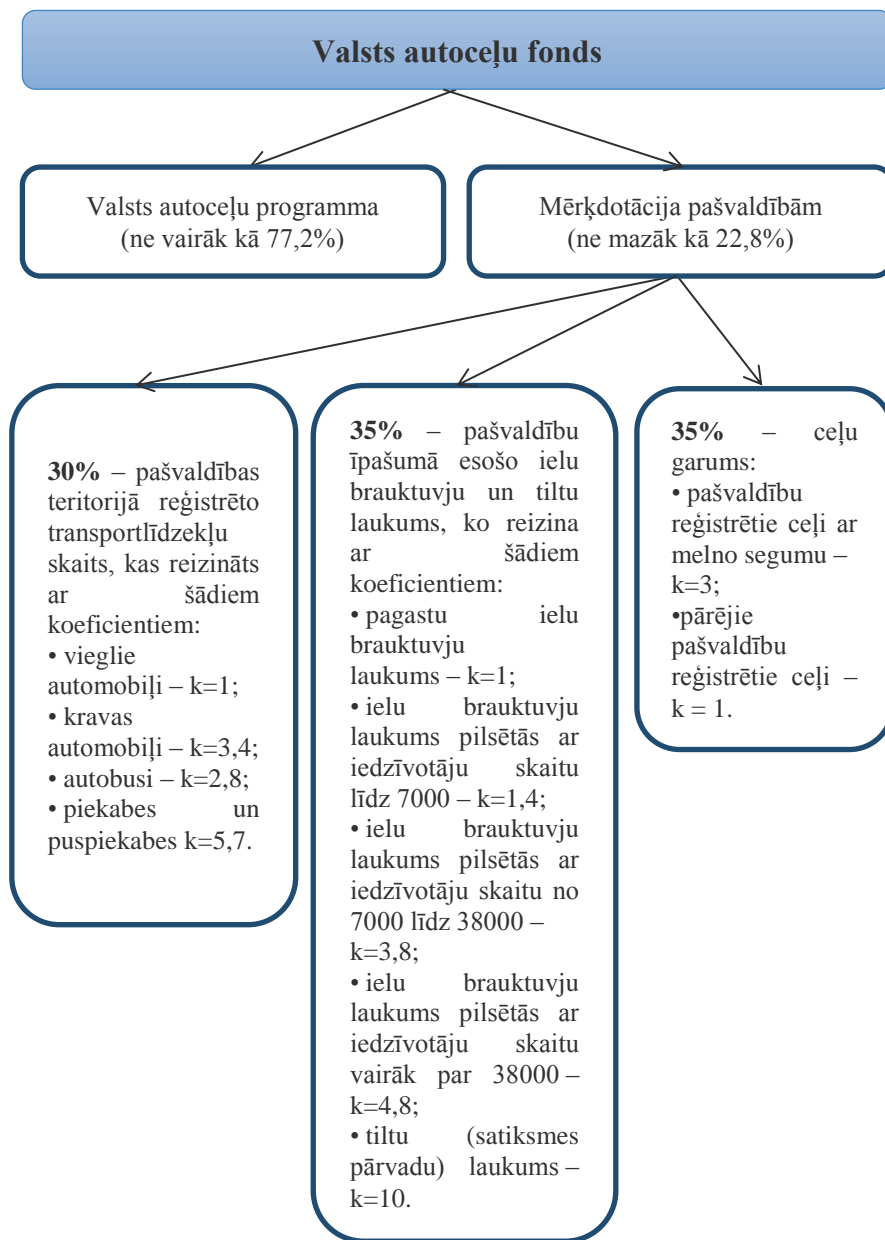 Valsts autoceļu fonds
Valsts autoceļu programma
(ne vairāk kā 77,2%)
Mērķdotācija pašvaldībām
(ne mazāk kā 22,8%)
30% – pašvaldības
teritorijā reģistrēto
transportlīdzekļu
skaits, kas reizināts
ar šādiem
koeficientiem:
• vieglie
automobiļi – k=1;
• kravas
automobiļi – k=3,4;
• autobusi – k=2,8;
• piekabes un
puspiekabes k=5,7.
35% – pašvaldību
īpašumā esošo ielu
brauktuvju un tiltu
laukums, ko reizina
ar šādiem
koeficientiem:
• pagastu ielu
brauktuvju
laukums – k=1;
• ielu brauktuvju
laukums pilsētās ar
iedzīvotāju skaitu
līdz 7000 – k=1,4;
• ielu brauktuvju
laukums pilsētās ar
iedzīvotāju skaitu no
7000 līdz 38000 –
k=3,8;
• ielu brauktuvju
laukums pilsētās ar
iedzīvotāju skaitu
vairāk par 38000 –
k=4,8;
• tiltu (satiksmes
pārvadu) laukums –
k=10.
35% – ceļu
garums:
• pašvaldību
reģistrētie ceļi ar
melno segumu –
k=3;
•pārējie
pašvaldību
reģistrētie ceļi –
k = 1.